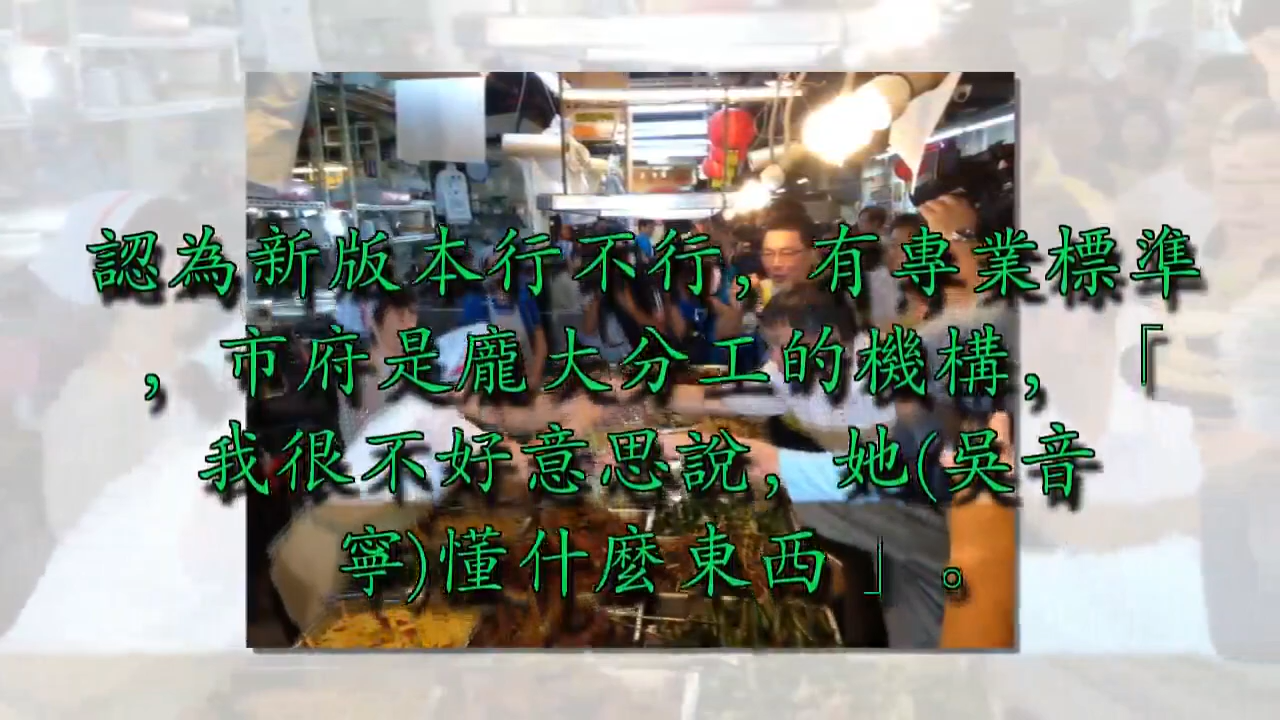 認為新版本行不行，有專業標準
，市府是龐大分工的機構，「
我很不好意思說，她(吳音
寧)懂什麼東西」。